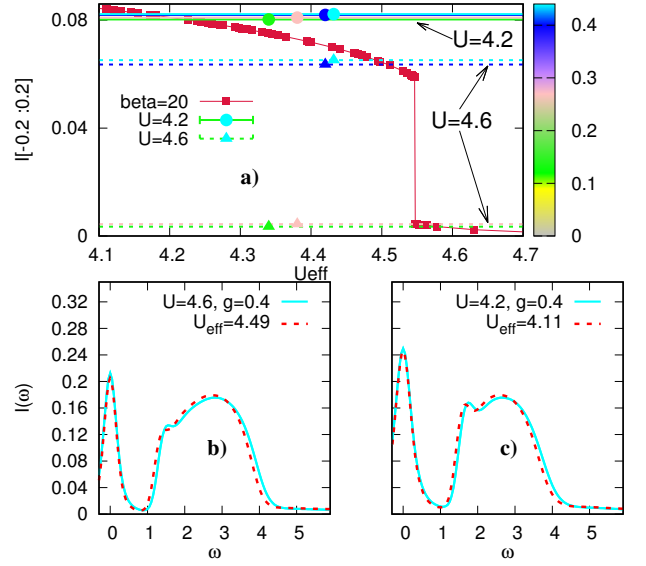 0.08
0.04
0
I[-0.2 :0.2]
beta=20
U=4.2
U=4.6
a)
U=4.2
U=4.6
4.1 4.2 4.3 4.4 4.5 4.6 4.7
Ueff
0.4
0.3
0.2
0.1
0
0.32
0.28
0.24
0.2
0.16
0.12
0.08
0.04
0
I(ω)
U=4.6, g=0.4
Ueff=4.49
b)
0 1 2 3 4 5
ω
U=4.2, g=0.4
Ueff=4.11
c)
0 1 2 3 4 5
ω